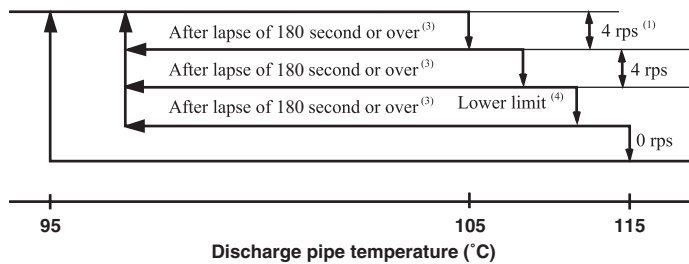 After lapse of 180 second or over (3)
4 rps (1)
After lapse of 180 second or over (3)
4 rps
After lapse of 180 second or over (3)
Lower limit (4)
0 rps
95
105
115
Discharge pipe temperature (˚C)